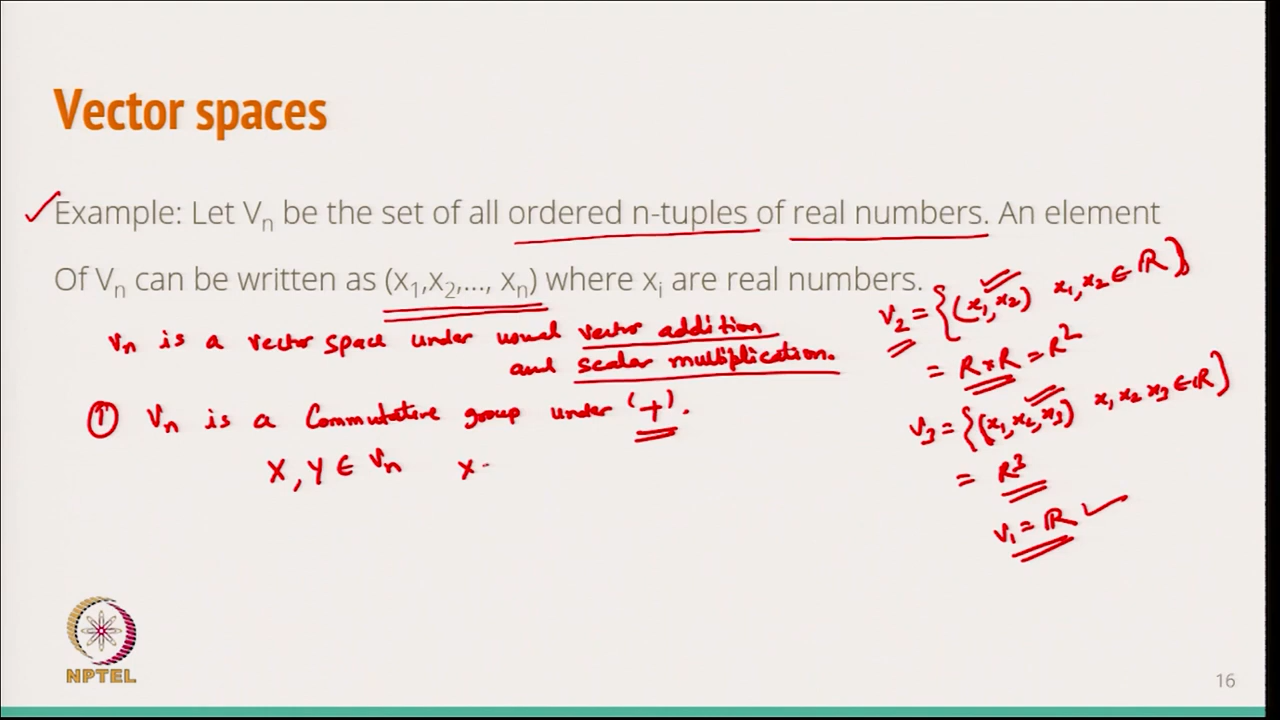 Vector spaces
Example: Let Vn be the set of all ordered n-tuples of real numbers. An element
Of Vn can be written as (x1,x2,..., xn) where xi are real numbers.
Vn is a vector space under usual vector addition
and scalar multiplication.
① Vn is a Commutative group under (+).
X, Y ∈ Vn x-
V2 = {(x1, x2) x1, x2 ∈ R}
= R×R = R²
V3 = {(x1, x2, x3) x1 x2 x3 ∈ R}
= R³
V1 = R
NPTEL
16